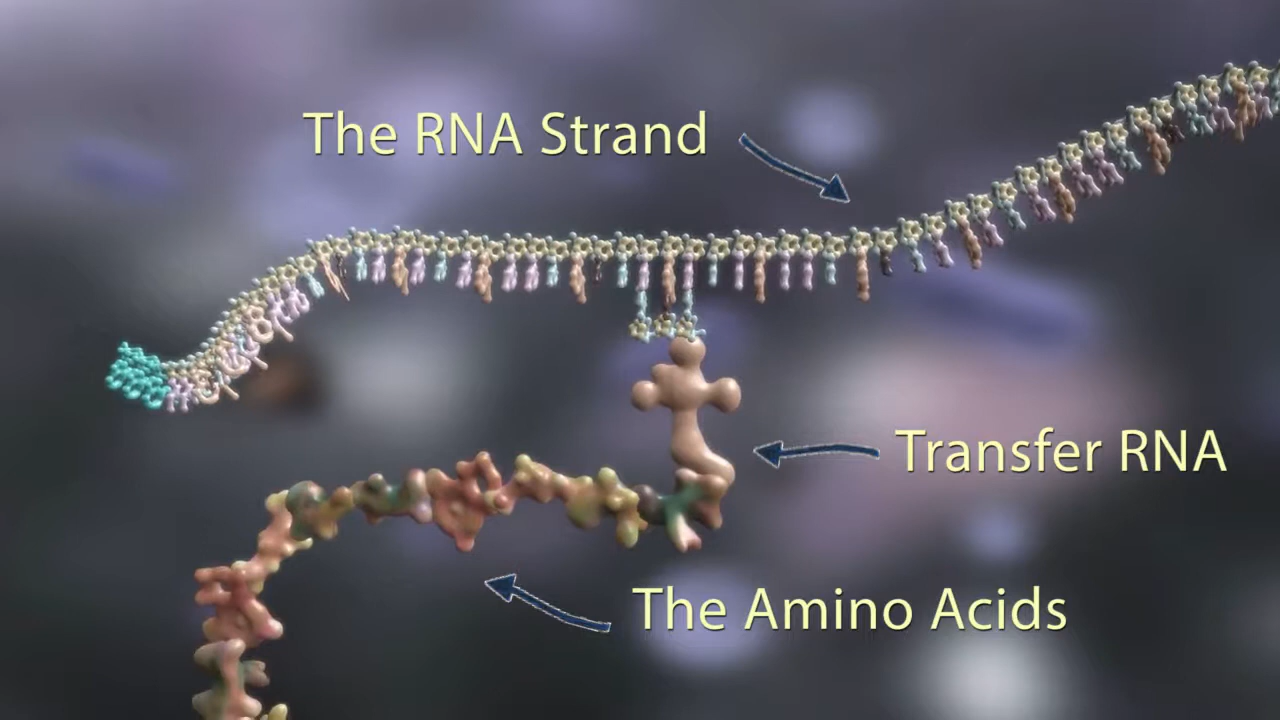 The RNA Strand
Transfer RNA
The Amino Acids